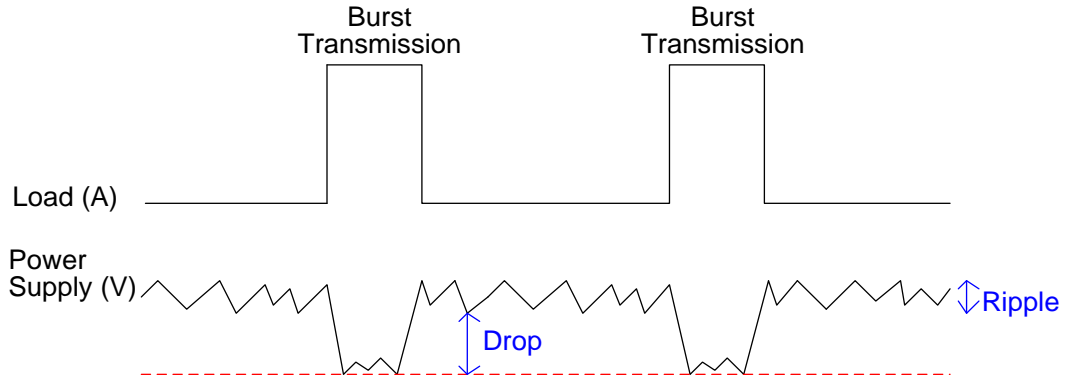 Burst
Transmission
Burst
Transmission
Load (A)
Power
Supply (V)
Ripple
Drop